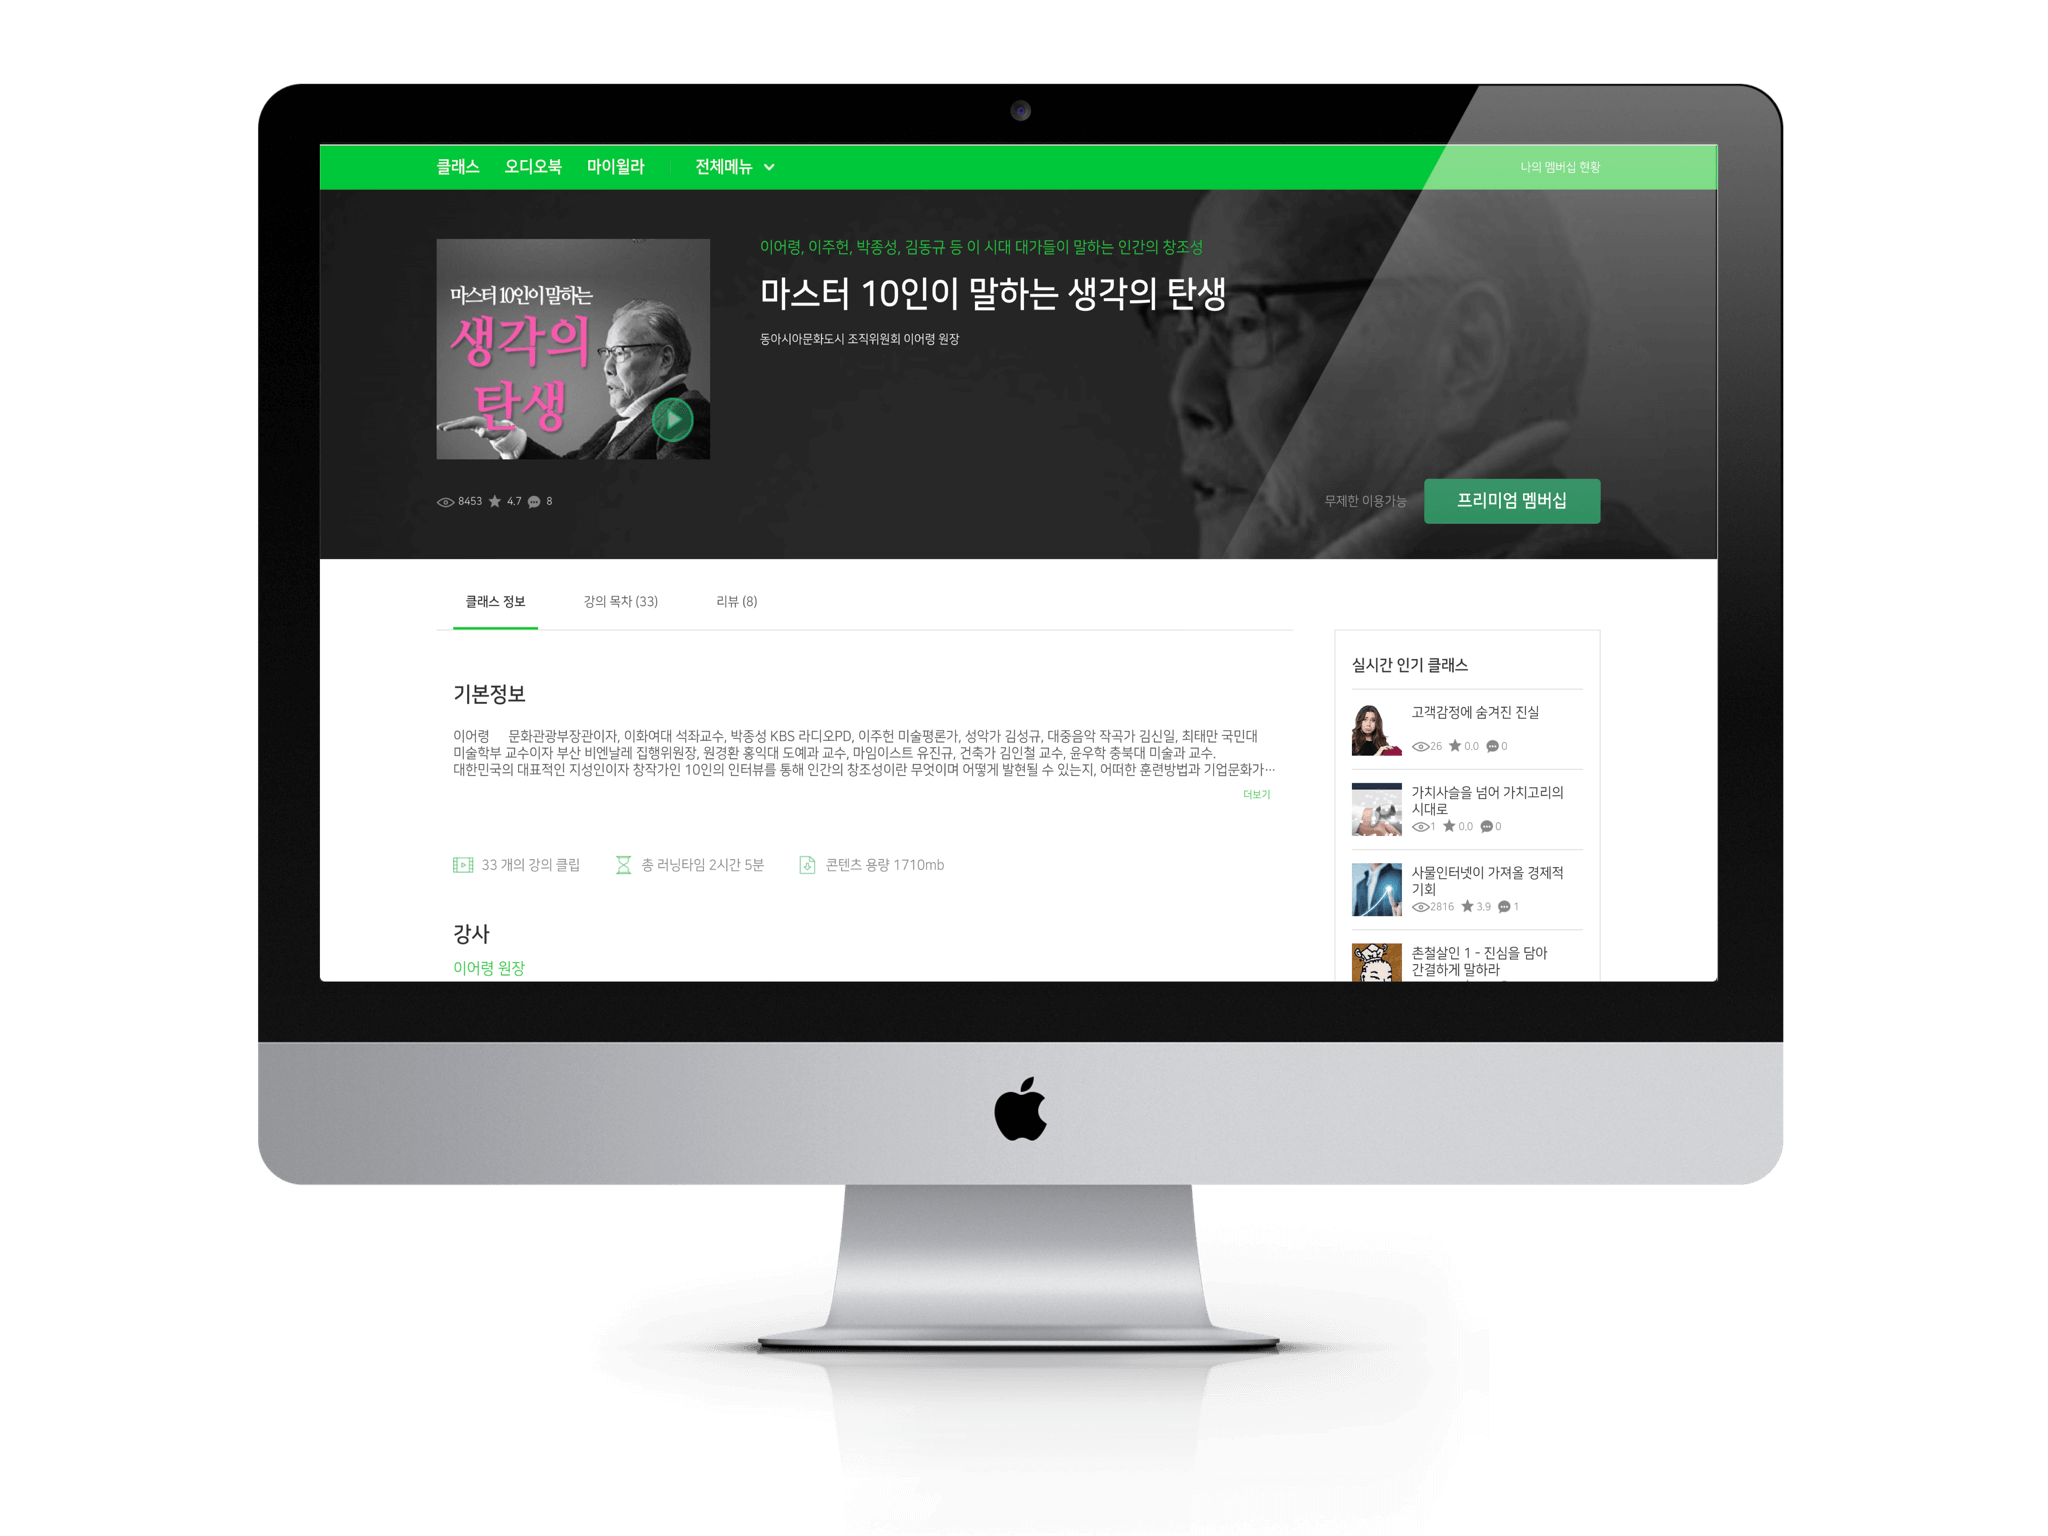 클래스 오디오북 마이윌라 전체메뉴 나의 멤버십 현황
마스터 10인이 말하는
생각의
탄생
이어령, 이주헌, 박종성, 김동규 등 이 시대 대가들이 말하는 인간의 창조성
마스터 10인이 말하는 생각의 탄생
동아시아문화도시 조직위원회 이어령 원장
8453 4.7 8
무제한 이용가능 프리미엄 멤버십
클래스 정보 강의 목차 (33) 리뷰 (8)
기본정보
이어령 문화관광부장관이자, 이화여대 석좌교수, 박종성 KBS 라디오PD, 이주헌 미술평론가, 성악가 김성규, 대중음악 작곡가 김신일, 최태만 국민대
미술학부 교수이자 부산 비엔날레 집행위원장, 원경환 홍익대 도예과 교수, 마임이스트 유진규, 건축가 김인철 교수, 윤우학 충북대 미술과 교수.
대한민국의 대표적인 지성인이자 창작가인 10인의 인터뷰를 통해 인간의 창조성이란 무엇이며 어떻게 발현될 수 있는지, 어떠한 훈련방법과 기업문화가…
더보기
33 개의 강의 클립 총 러닝타임 2시간 5분 콘텐츠 용량 1710mb
강사
이어령 원장
실시간 인기 클래스
고객감정에 숨겨진 진실
26 0.0 0
가치사슬을 넘어 가치고리의
시대로
1 0.0 0
사물인터넷이 가져올 경제적
기회
2816 3.9 1
촌철살인 1 - 진심을 담아
간결하게 말하라